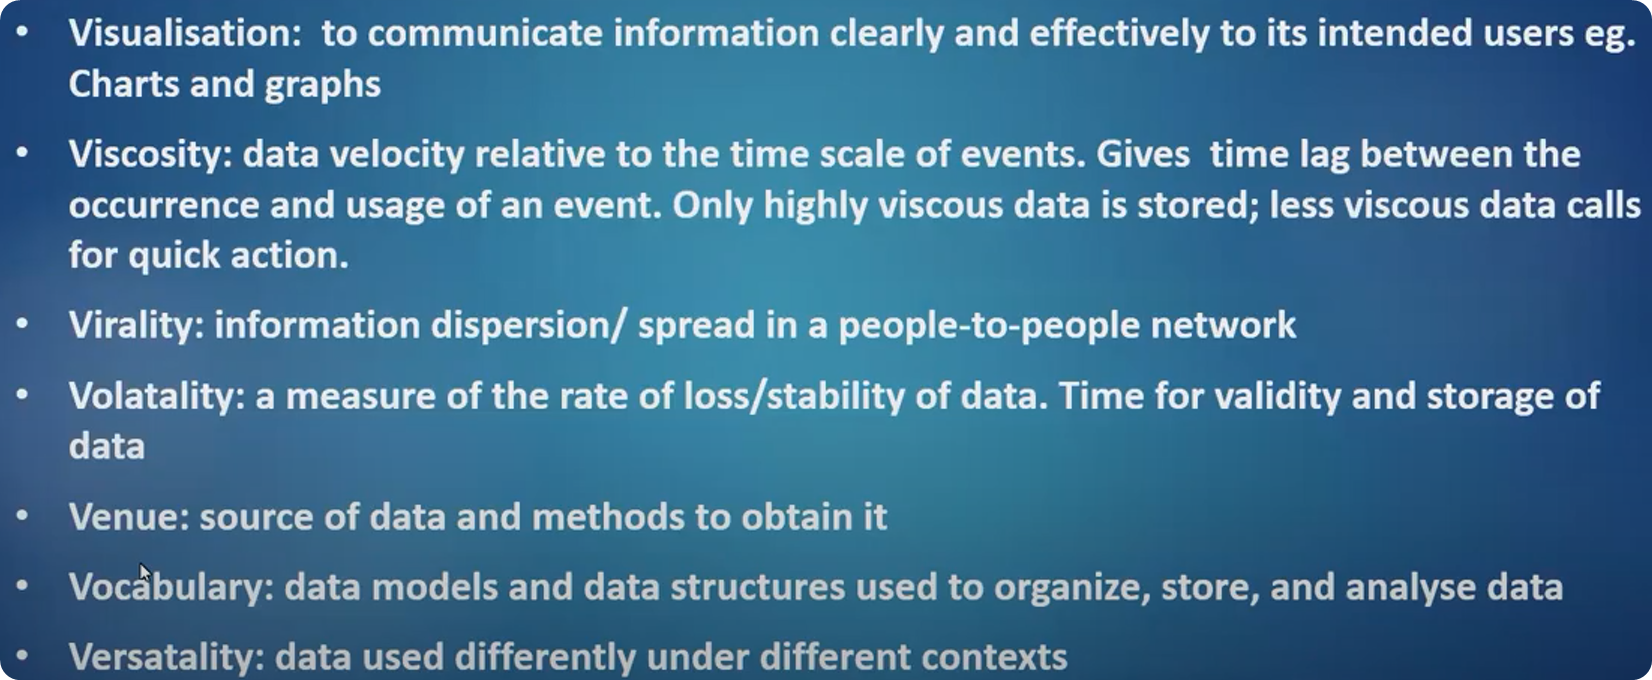 • Visualisation:  to communicate information clearly and effectively to its intended users eg.
Charts and graphs
• Viscosity: data velocity relative to the time scale of events. Gives  time lag between the
occurrence and usage of an event. Only highly viscous data is stored; less viscous data calls
for quick action.
• Virality: information dispersion/ spread in a people-to-people network
• Volatality: a measure of the rate of loss/stability of data. Time for validity and storage of
data
• Venue: source of data and methods to obtain it
• Vocabulary: data models and data structures used to organize, store, and analyse data
• Versatality: data used differently under different contexts